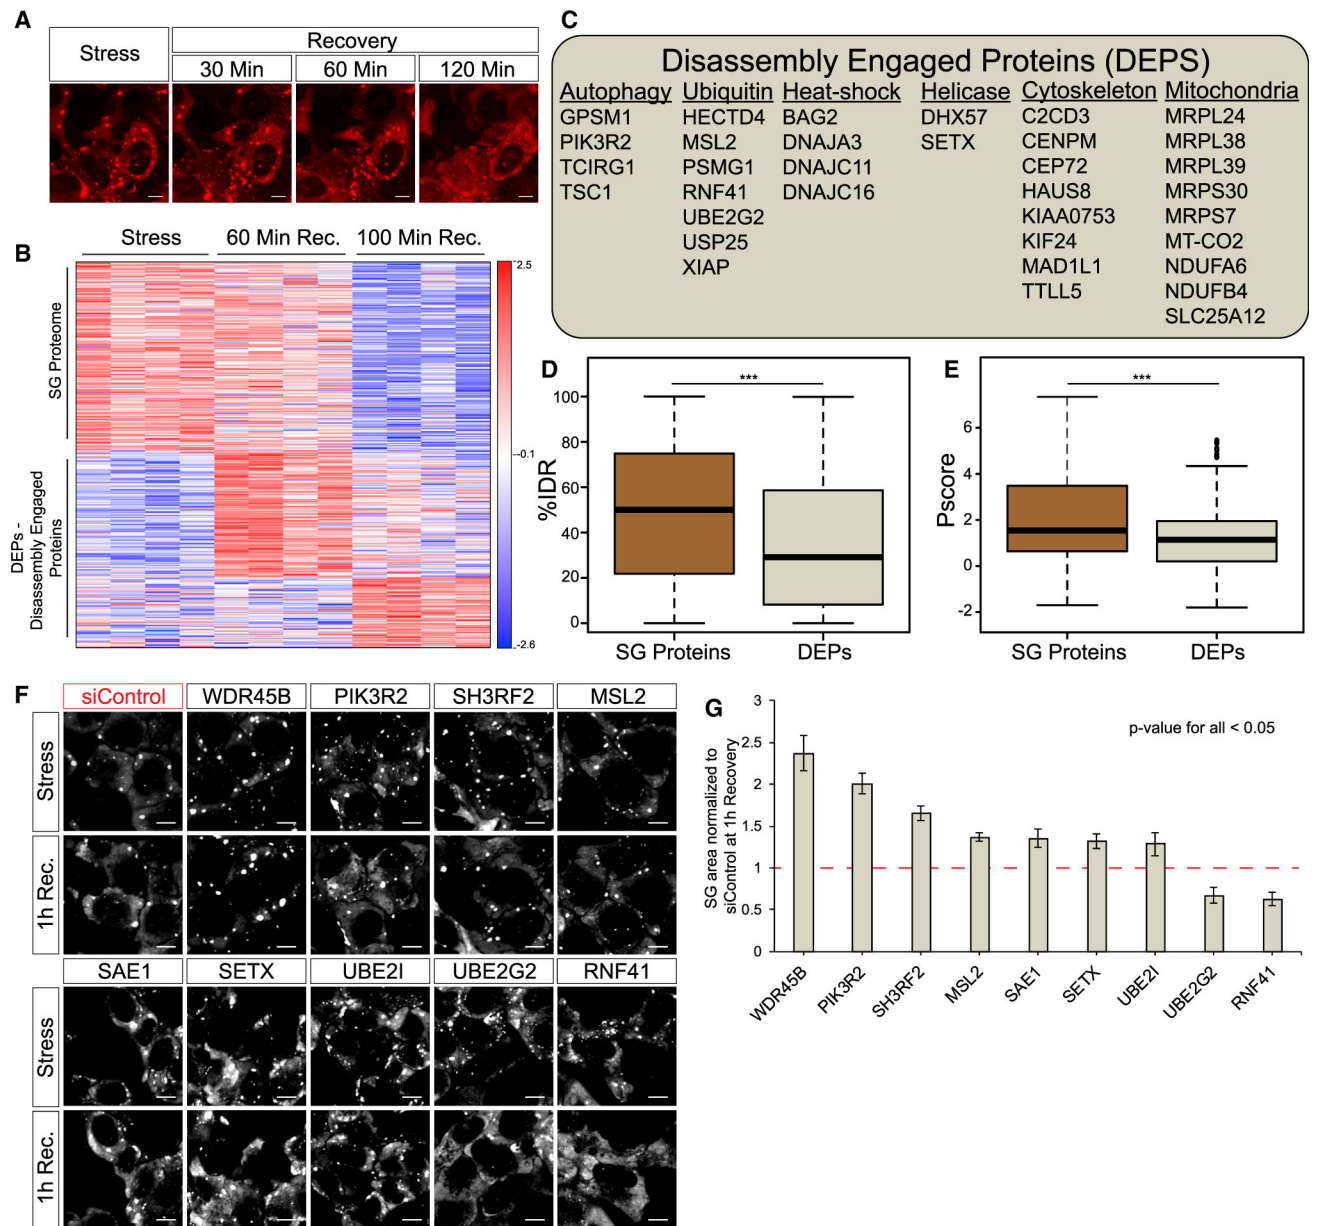 A
Stress
Recovery
30 Min
60 Min
120 Min
B
Stress
60 Min Rec.
100 Min Rec.
SG Proteome
DEPs -
Disassembly Engaged
Proteins
2.5
-0.1
-2.6
C
Disassembly Engaged Proteins (DEPS)
Autophagy
GPSM1
PIK3R2
TCIRG1
TSC1
Ubiquitin
HECTD4
MSL2
PSMG1
RNF41
UBE2G2
USP25
XIAP
Heat-shock
BAG2
DNAJA3
DNAJC11
DNAJC16
Helicase
DHX57
SETX
Cytoskeleton
C2CD3
CENPM
CEP72
HAUS8
KIAA0753
KIF24
MAD1L1
TTLL5
Mitochondria
MRPL24
MRPL38
MRPL39
MRPS30
MRPS7
MT-CO2
NDUFA6
NDUFB4
SLC25A12
D
***
%IDR
100
80
60
40
20
0
SG Proteins
DEPs
E
***
Pscore
6
4
2
0
-2
SG Proteins
DEPs
F
siControl
WDR45B
PIK3R2
SH3RF2
MSL2
Stress
1h Rec.
SAE1
SETX
UBE2I
UBE2G2
RNF41
Stress
1h Rec.
G
p-value for all < 0.05
SG area normalized to
siControl at 1h Recovery
3
2.5
2
1.5
1
0.5
0
WDR45B
PIK3R2
SH3RF2
MSL2
SAE1
SETX
UBE2I
UBE2G2
RNF41